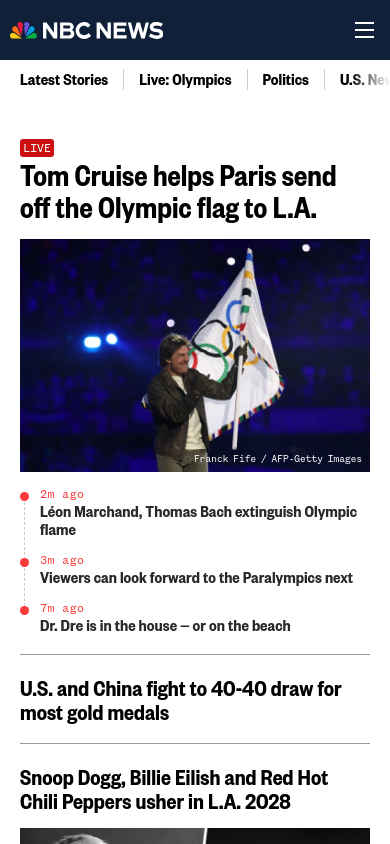 NBC NEWS
Latest Stories
Live: Olympics
Politics
U.S. New
LIVE
Tom Cruise helps Paris send
off the Olympic flag to L.A.
Franck Fife / AFP-Getty Images
2m ago
Léon Marchand, Thomas Bach extinguish Olympic
flame
3m ago
Viewers can look forward to the Paralympics next
7m ago
Dr. Dre is in the house – or on the beach
U.S. and China fight to 40-40 draw for
most gold medals
Snoop Dogg, Billie Eilish and Red Hot
Chili Peppers usher in L.A. 2028